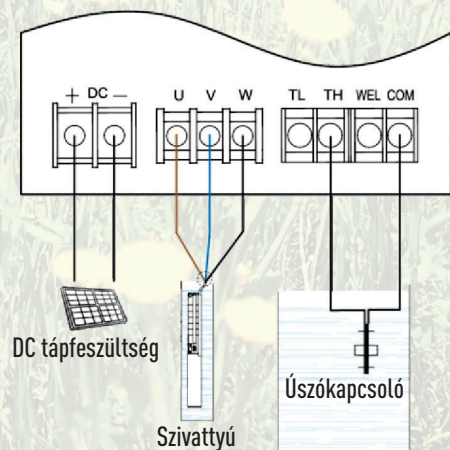 + DC − U V W TL TH WEL COM
DC tápfeszültség
Úszókapcsoló
Szivattyú